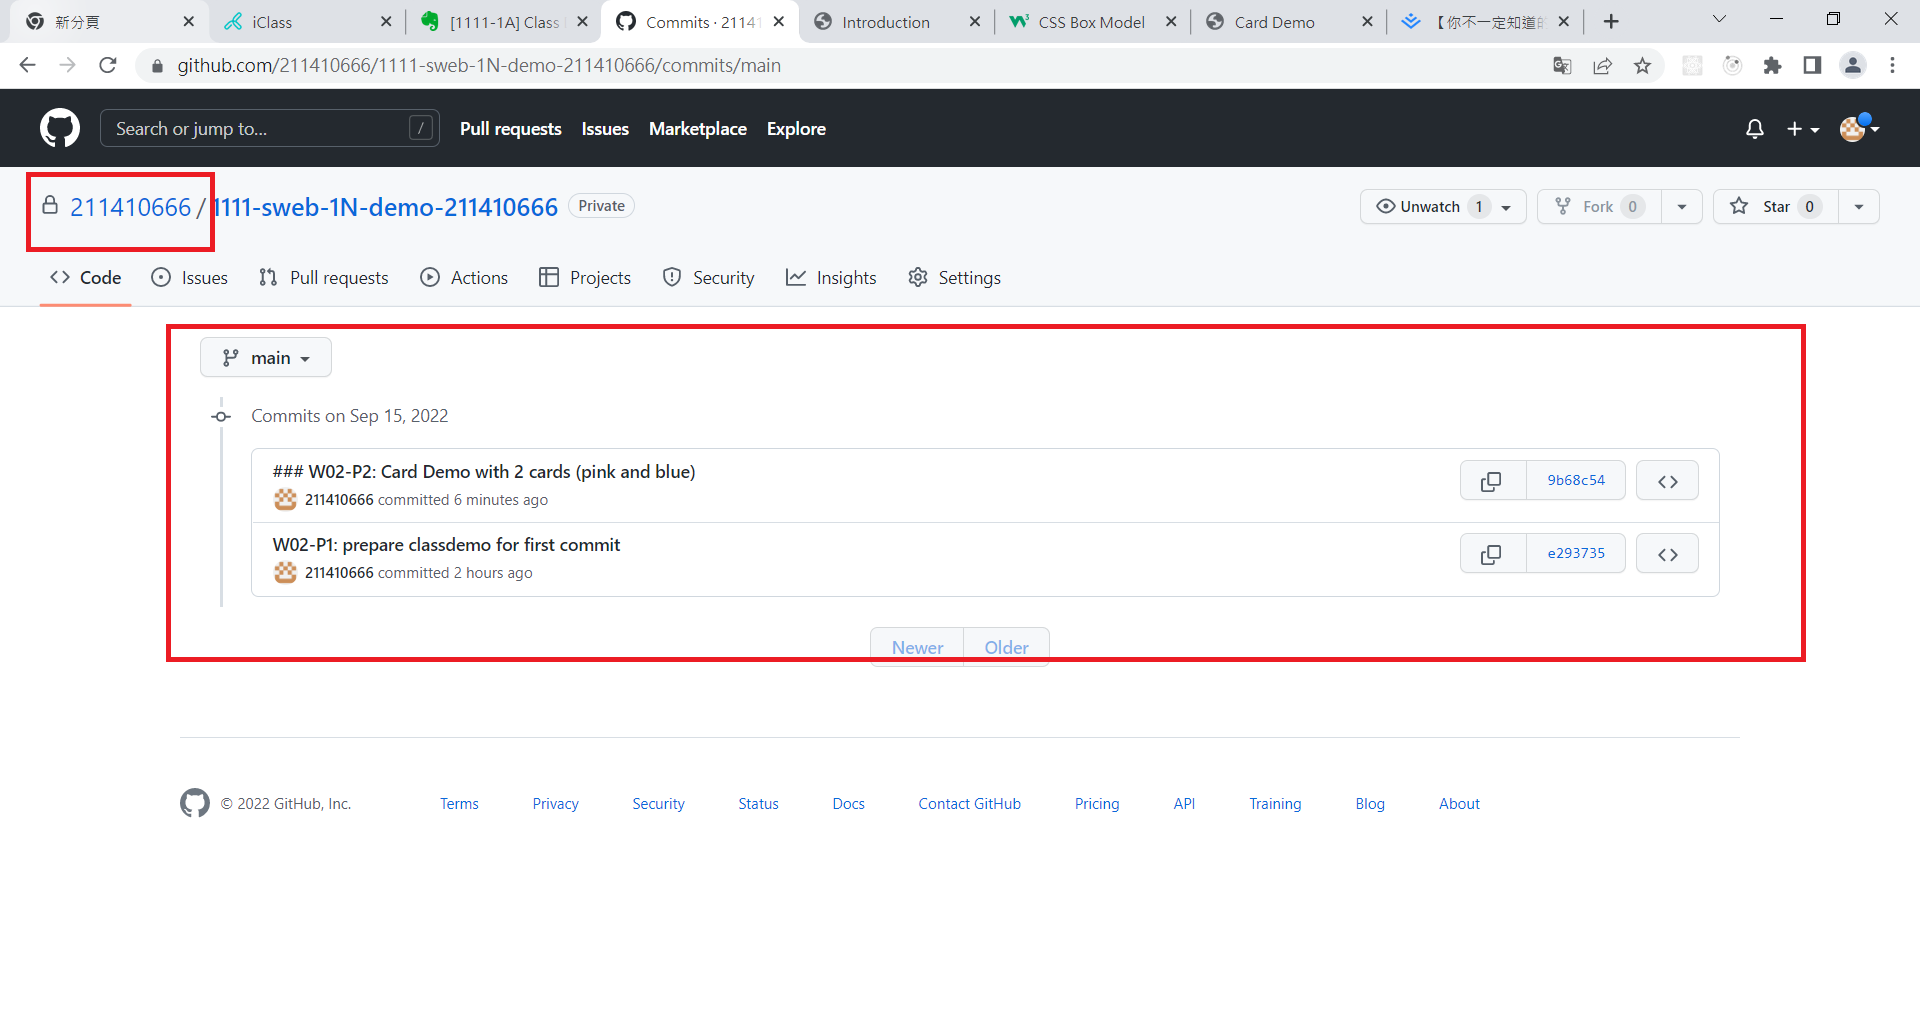 新分頁
iClass
[1111-1A] Class
Commits · 21141
Introduction
CSS Box Model
Card Demo
【你不一定知道的
github.com/211410666/1111-sweb-1N-demo-211410666/commits/main
Search or jump to...
/
Pull requests
Issues
Marketplace
Explore
211410666 / 1111-sweb-1N-demo-211410666
Private
Unwatch 1
Fork 0
Star 0
Code
Issues
Pull requests
Actions
Projects
Security
Insights
Settings
main
Commits on Sep 15, 2022
### W02-P2: Card Demo with 2 cards (pink and blue)
211410666 committed 6 minutes ago
9b68c54
W02-P1: prepare classdemo for first commit
211410666 committed 2 hours ago
e293735
Newer
Older
© 2022 GitHub, Inc.
Terms
Privacy
Security
Status
Docs
Contact GitHub
Pricing
API
Training
Blog
About